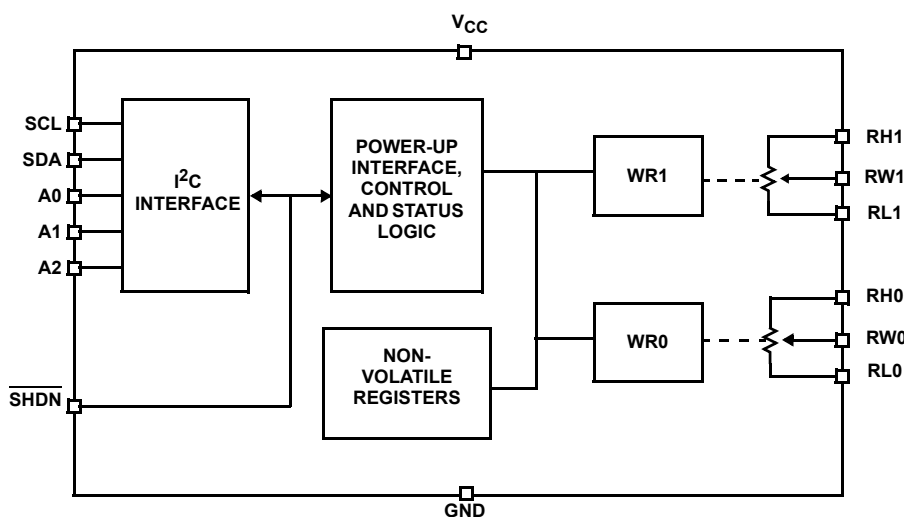 V_CC
SCL
SDA
A0
A1
A2
SHDN
I²C
INTERFACE
POWER-UP
INTERFACE,
CONTROL
AND STATUS
LOGIC
NON-
VOLATILE
REGISTERS
WR1
WR0
RH1
RW1
RL1
RH0
RW0
RL0
GND